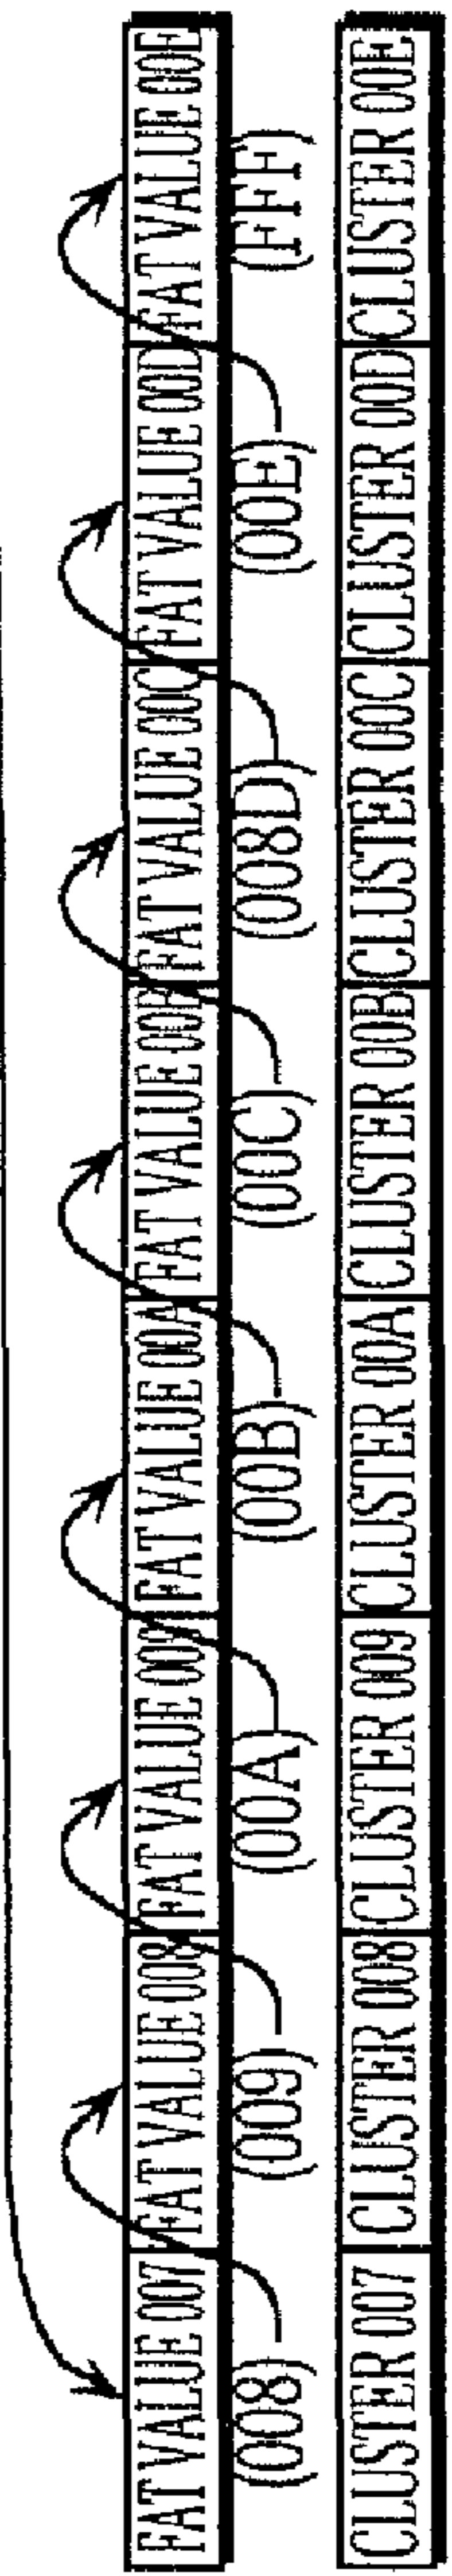 FAT VALUE 007 FAT VALUE 008 FAT VALUE 009 FAT VALUE 00A FAT VALUE 00B FAT VALUE 00C FAT VALUE 00D FAT VALUE 00E
(008) (009) (00A) (00B) (00C) (008D) (00E) (FFF)
CLUSTER 007 CLUSTER 008 CLUSTER 009 CLUSTER 00A CLUSTER 00B CLUSTER 00C CLUSTER 00D CLUSTER 00E